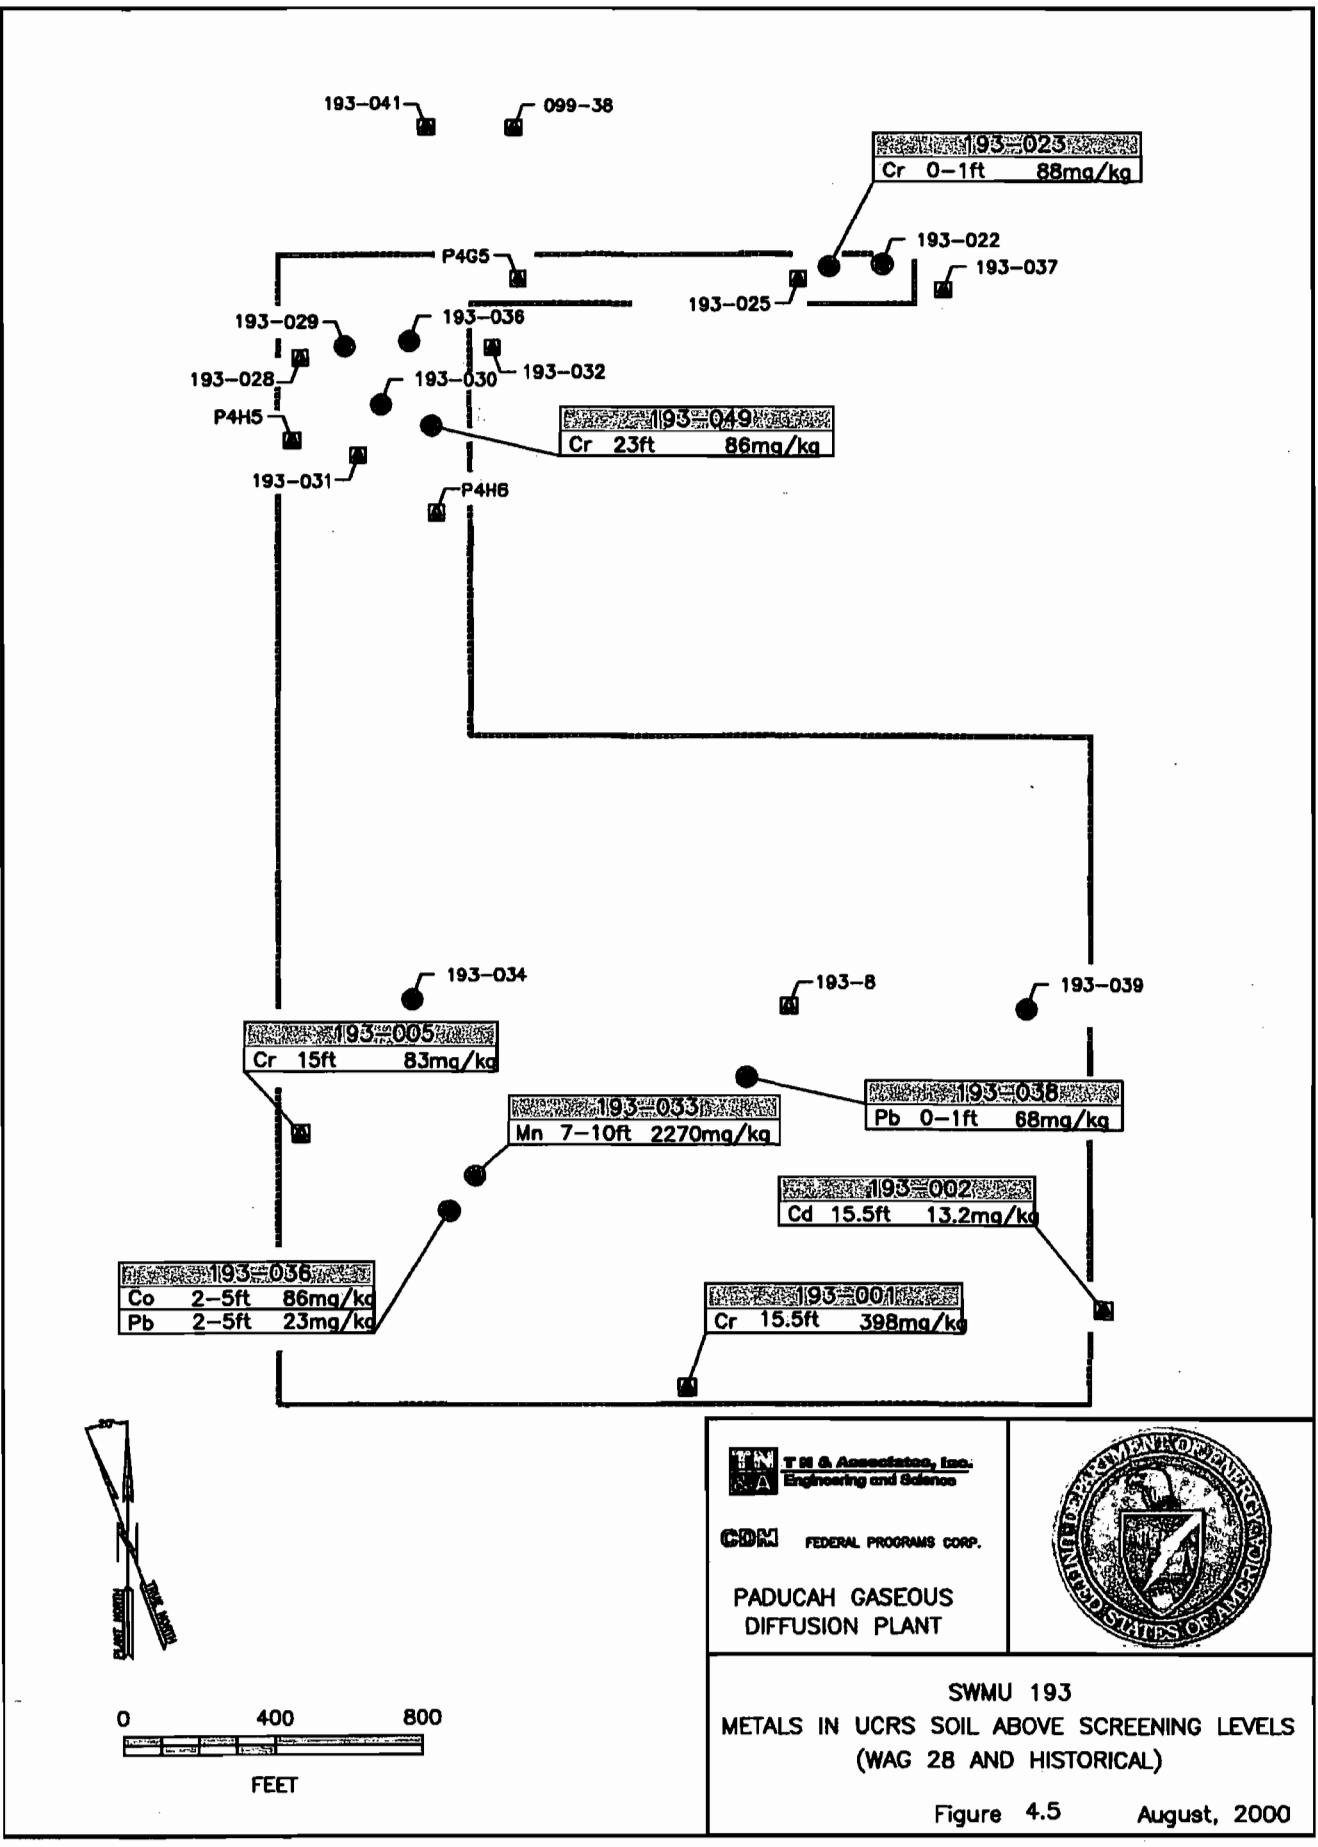 193-041
099-38
193-023
Cr 0-1ft 88mg/kg
P4G5
193-022
193-037
193-025
193-029
193-036
193-028
193-030
193-032
P4H5
193-049
Cr 23ft 86mg/kg
193-031
P4H6
193-034
193-8
193-039
193-005
Cr 15ft 83mg/kg
193-038
Pb 0-1ft 68mg/kg
193-033
Mn 7-10ft 2270mg/kg
193-002
Cd 15.5ft 13.2mg/kg
193-036
Co 2-5ft 86mg/kg
Pb 2-5ft 23mg/kg
193-001
Cr 15.5ft 398mg/kg
20°
PLANT NORTH
TRUE NORTH
0 400 800
FEET
TN
&A
T N & Associates, Inc.
Engineering and Science
CDM FEDERAL PROGRAMS CORP.
PADUCAH GASEOUS
DIFFUSION PLANT
DEPARTMENT OF ENERGY
UNITED STATES OF AMERICA
SWMU 193
METALS IN UCRS SOIL ABOVE SCREENING LEVELS
(WAG 28 AND HISTORICAL)
Figure 4.5 August, 2000